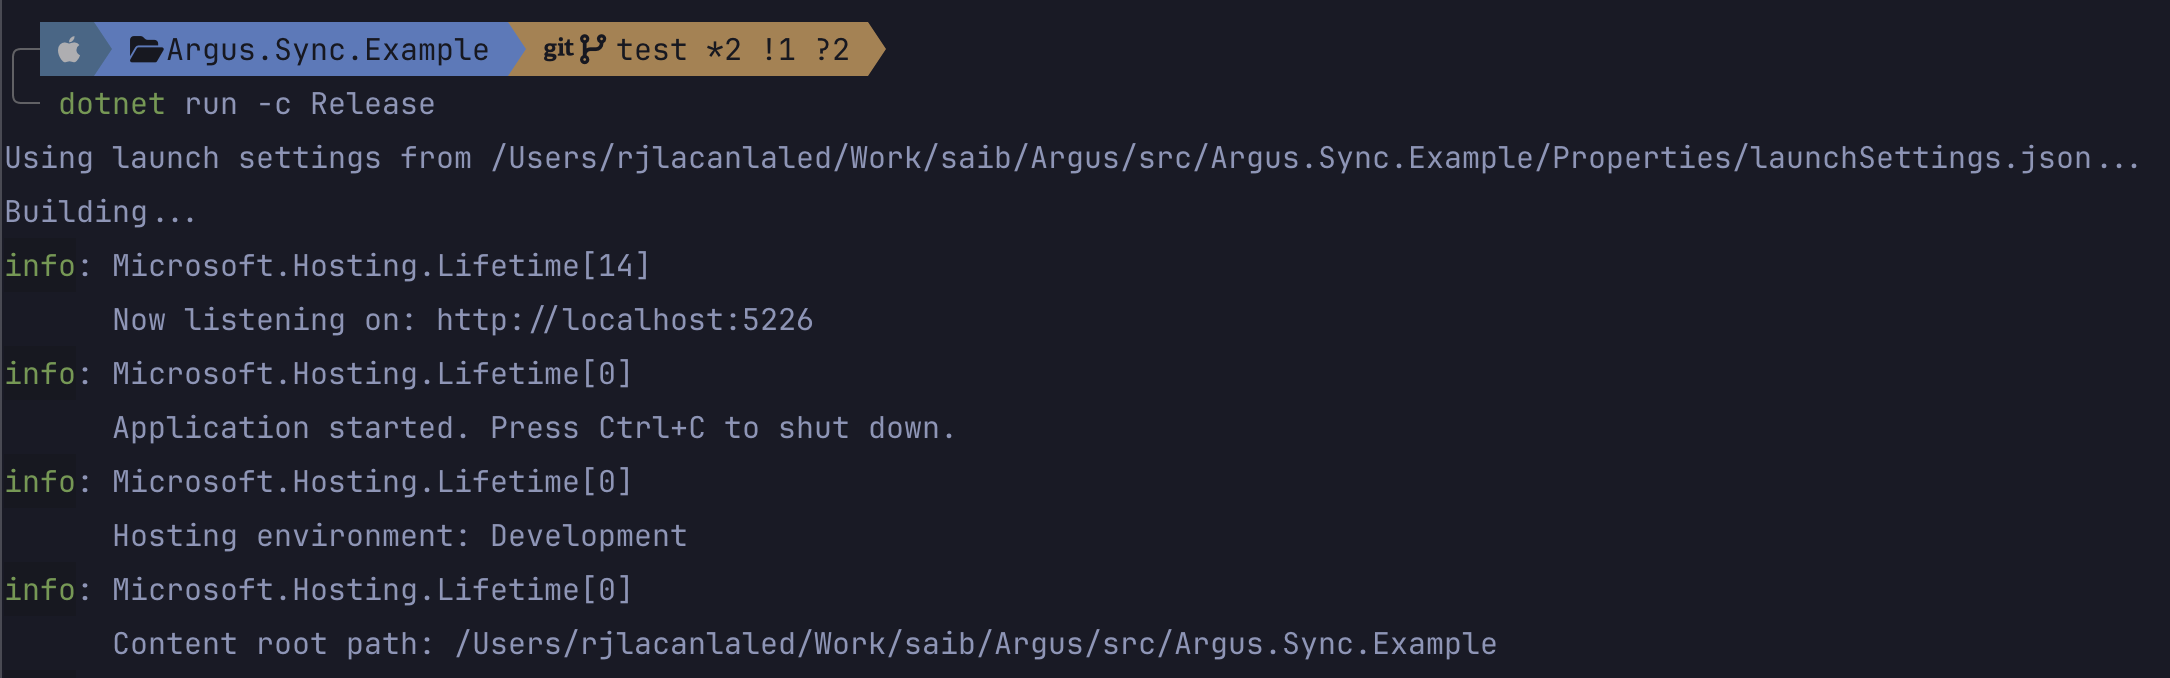 Argus.Sync.Example git test *2 !1 ?2
dotnet run -c Release
Using launch settings from /Users/rjlacanlaled/Work/saib/Argus/src/Argus.Sync.Example/Properties/launchSettings.json...
Building...
info: Microsoft.Hosting.Lifetime[14]
Now listening on: http://localhost:5226
info: Microsoft.Hosting.Lifetime[0]
Application started. Press Ctrl+C to shut down.
info: Microsoft.Hosting.Lifetime[0]
Hosting environment: Development
info: Microsoft.Hosting.Lifetime[0]
Content root path: /Users/rjlacanlaled/Work/saib/Argus/src/Argus.Sync.Example